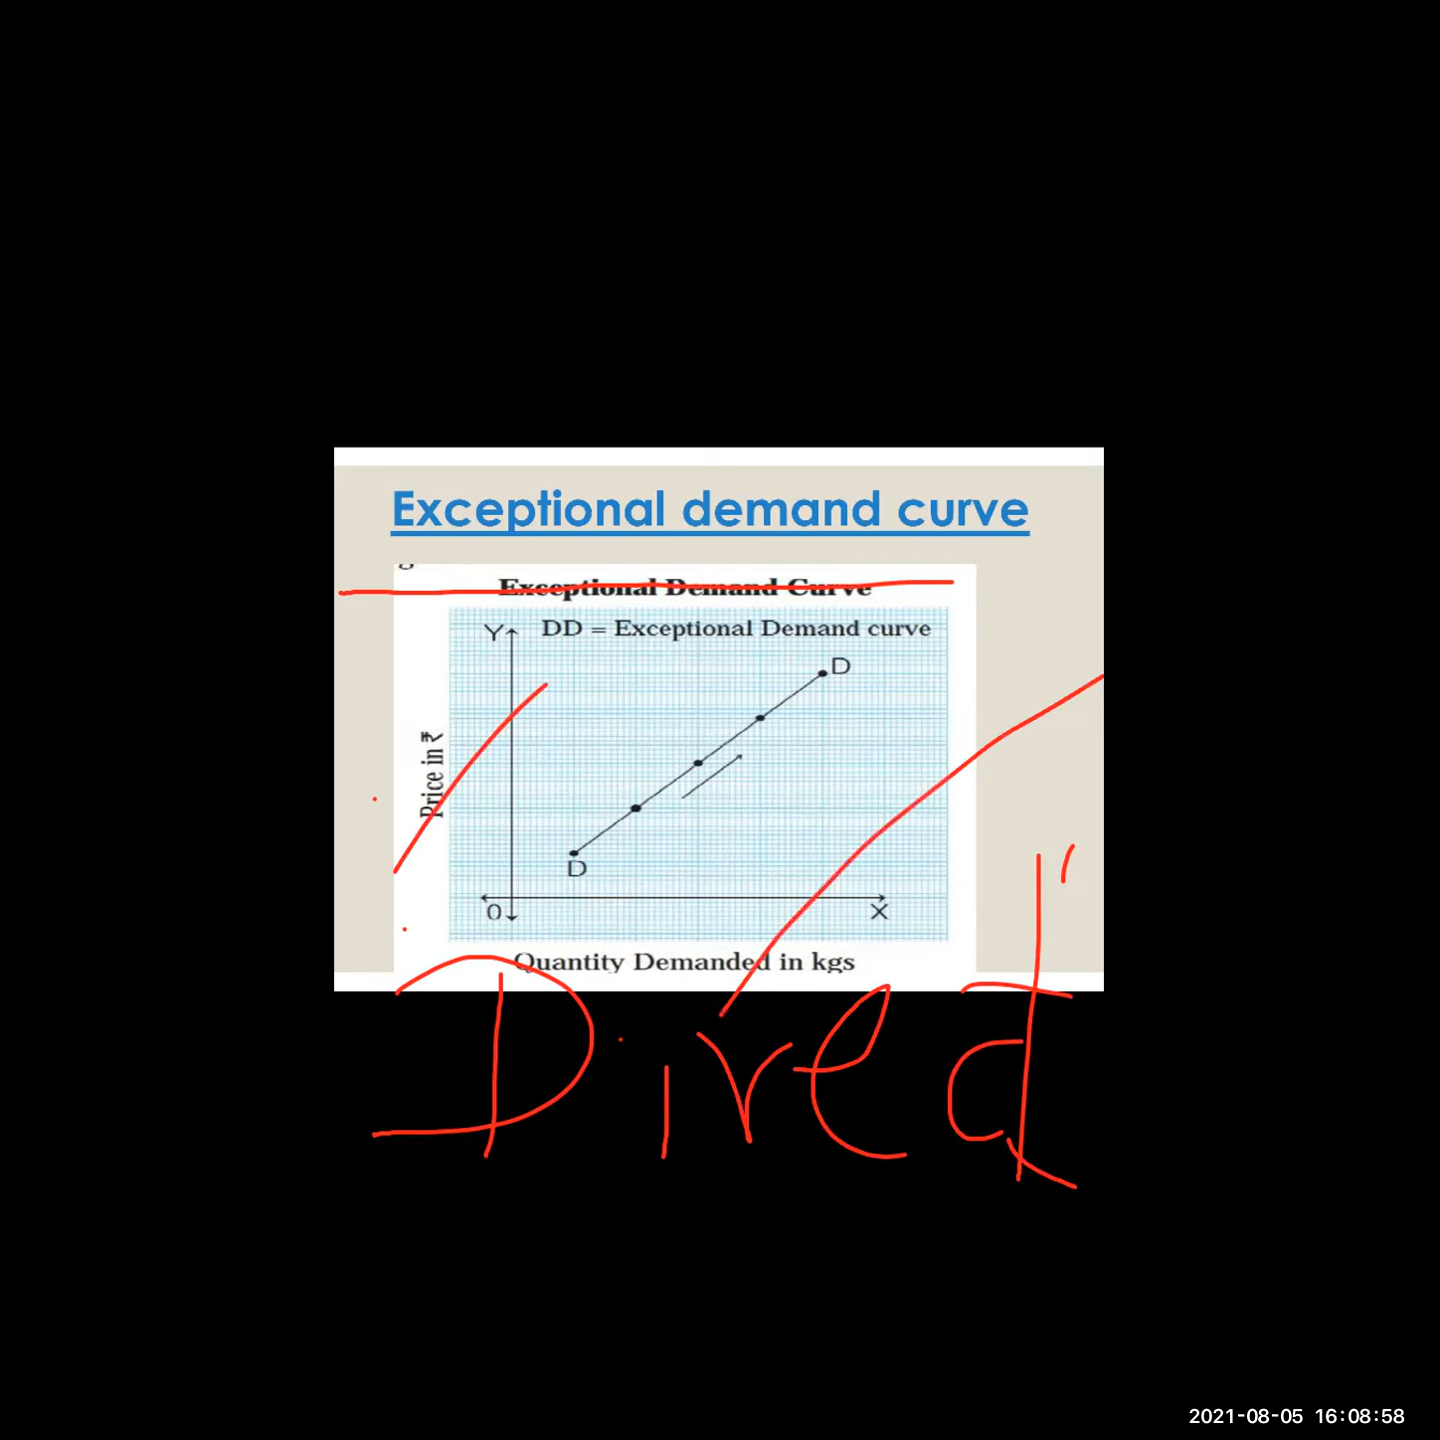 Exceptional demand curve
Exceptional Demand Curve
Y
DD = Exceptional Demand curve
D
Price in ₹
D
0
X
Quantity Demanded in kgs
Direct
2021-08-05 16:08:58